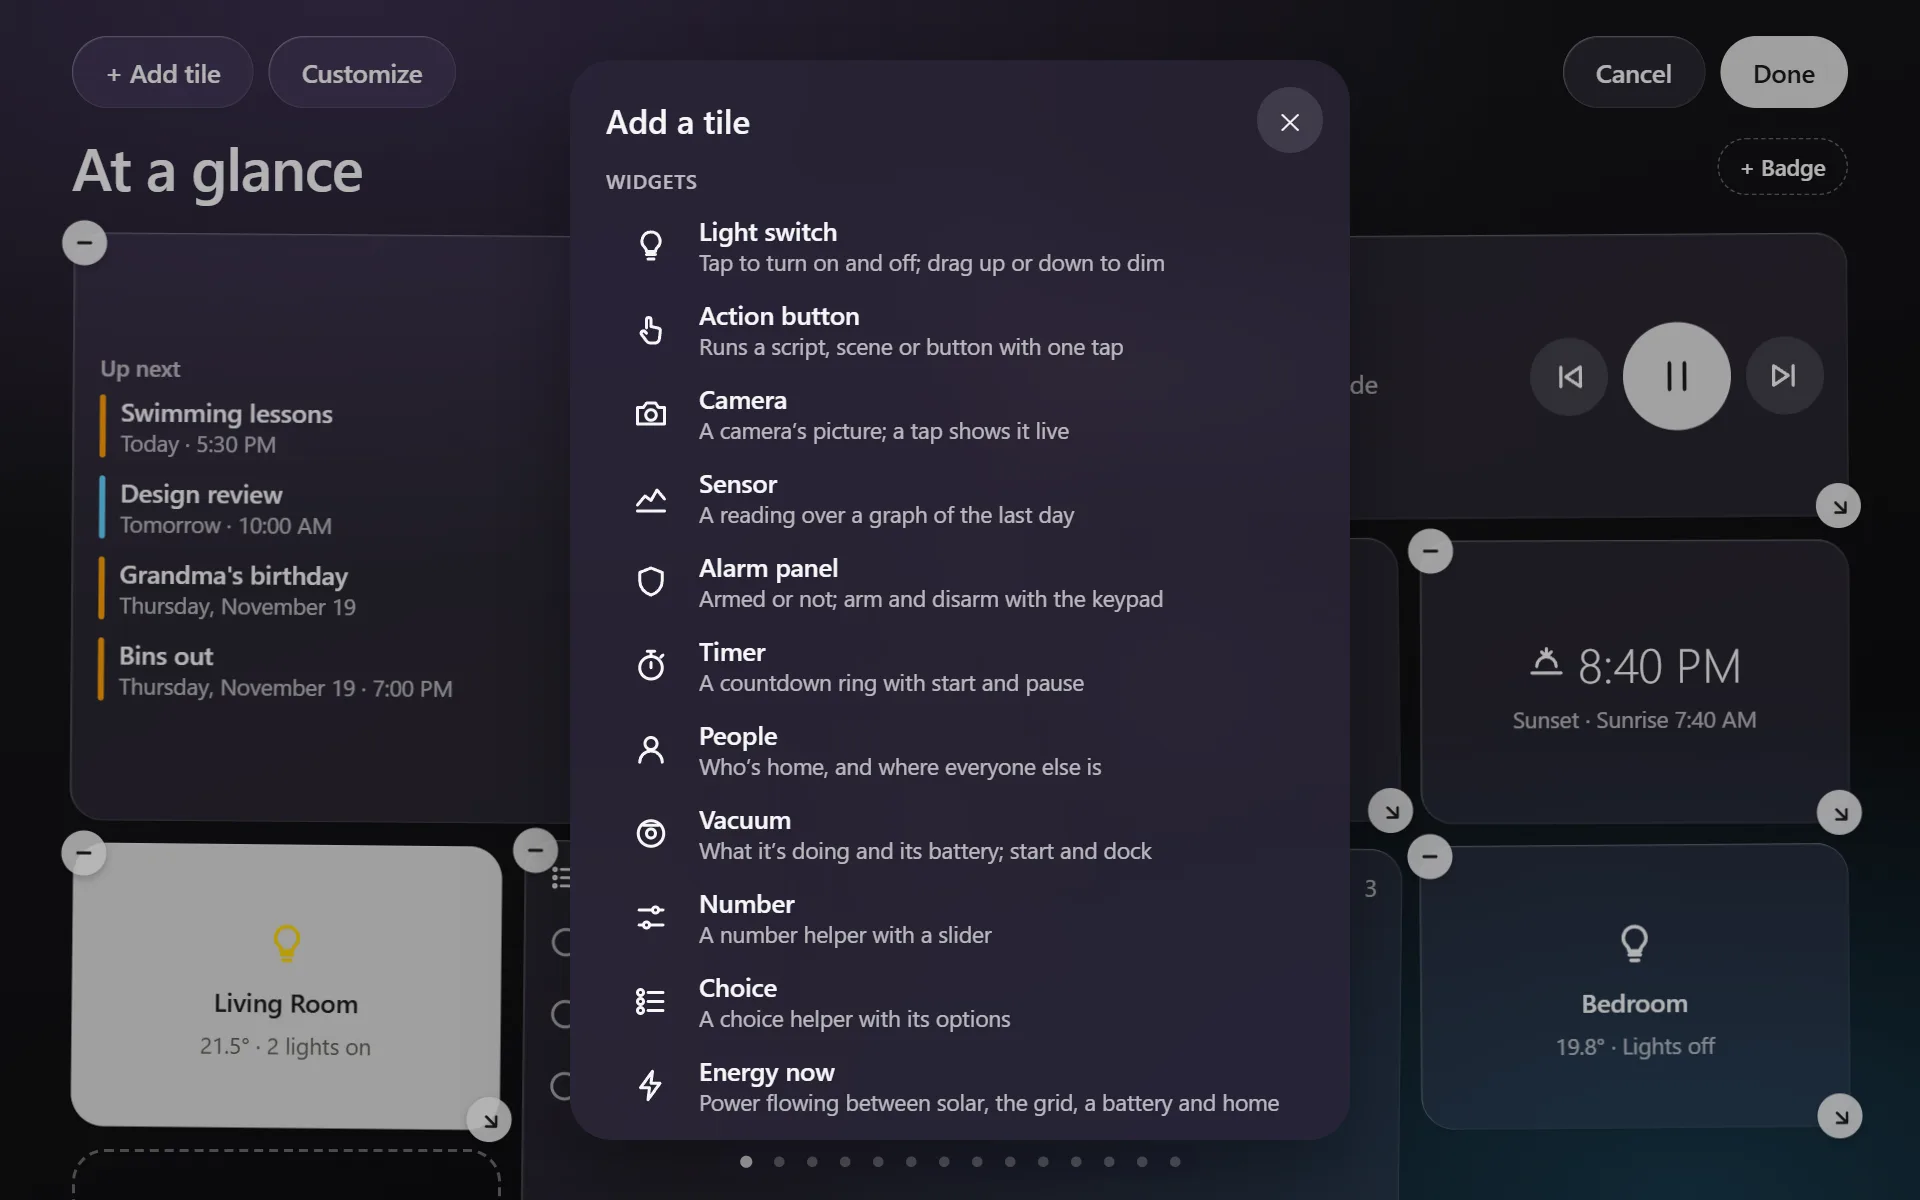 + Add tile
Customize
Cancel
Done
At a glance
+ Badge
Up next
Swimming lessons
Today · 5:30 PM
Design review
Tomorrow · 10:00 AM
Grandma's birthday
Thursday, November 19
Bins out
Thursday, November 19 · 7:00 PM
Add a tile
WIDGETS
Light switch
Tap to turn on and off; drag up or down to dim
Action button
Runs a script, scene or button with one tap
Camera
A camera’s picture; a tap shows it live
Sensor
A reading over a graph of the last day
Alarm panel
Armed or not; arm and disarm with the keypad
Timer
A countdown ring with start and pause
People
Who’s home, and where everyone else is
Vacuum
What it’s doing and its battery; start and dock
Number
A number helper with a slider
Choice
A choice helper with its options
Energy now
Power flowing between solar, the grid, a battery and home
de
8:40 PM
Sunset · Sunrise 7:40 AM
Living Room
21.5° · 2 lights on
3
Bedroom
19.8° · Lights off